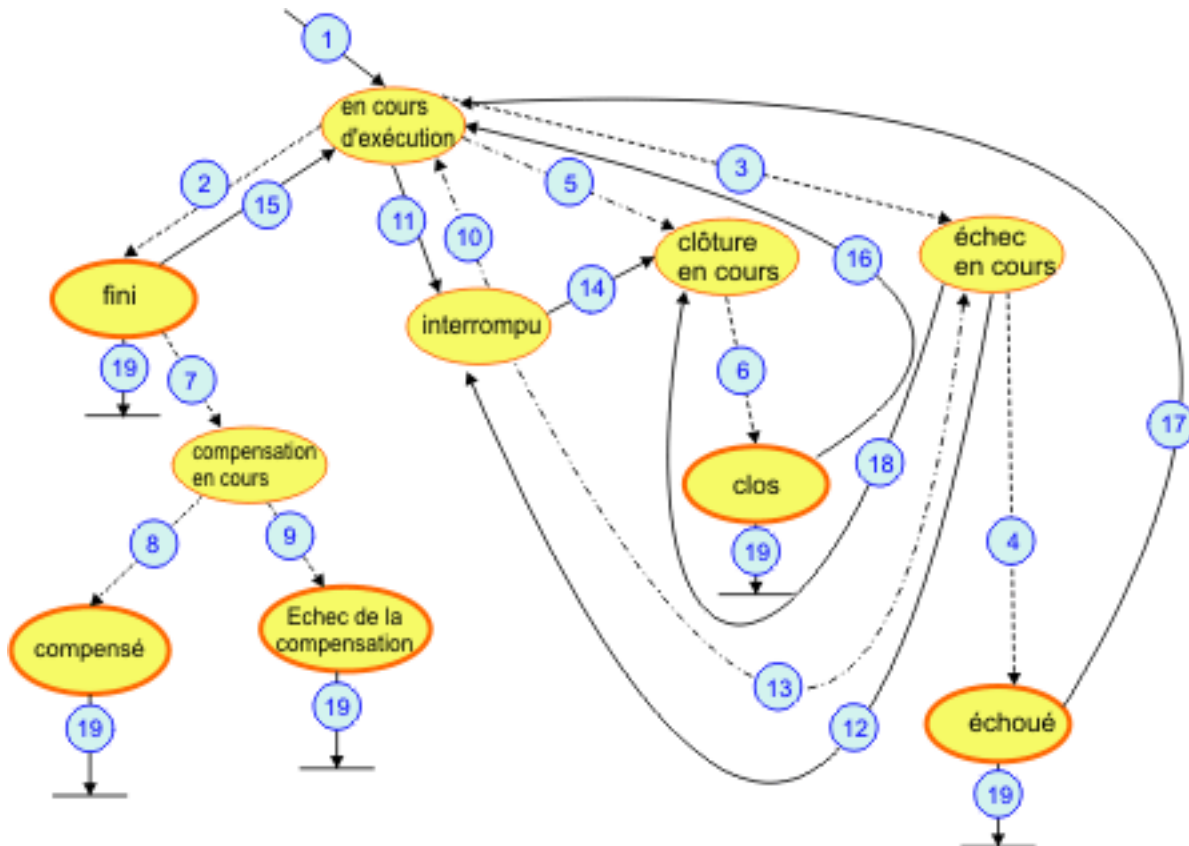 1
en cours
d'exécution
2
15
11
10
5
3
clôture
en cours
échec
en cours
16
fini
14
interrompu
19
7
6
17
compensation
en cours
clos
18
8
9
19
4
Echec de la
compensation
compensé
13
19
19
12
échoué
19